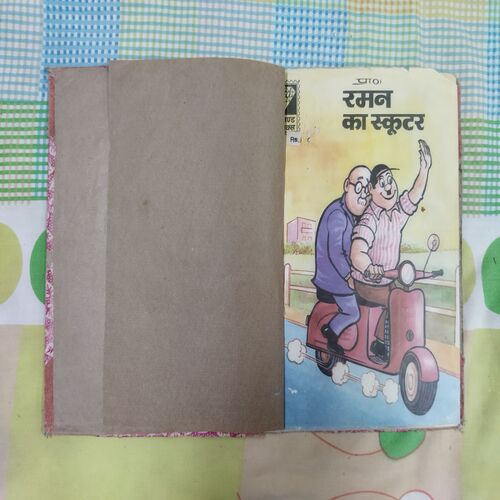 प्राण
रमन
का स्कूटर